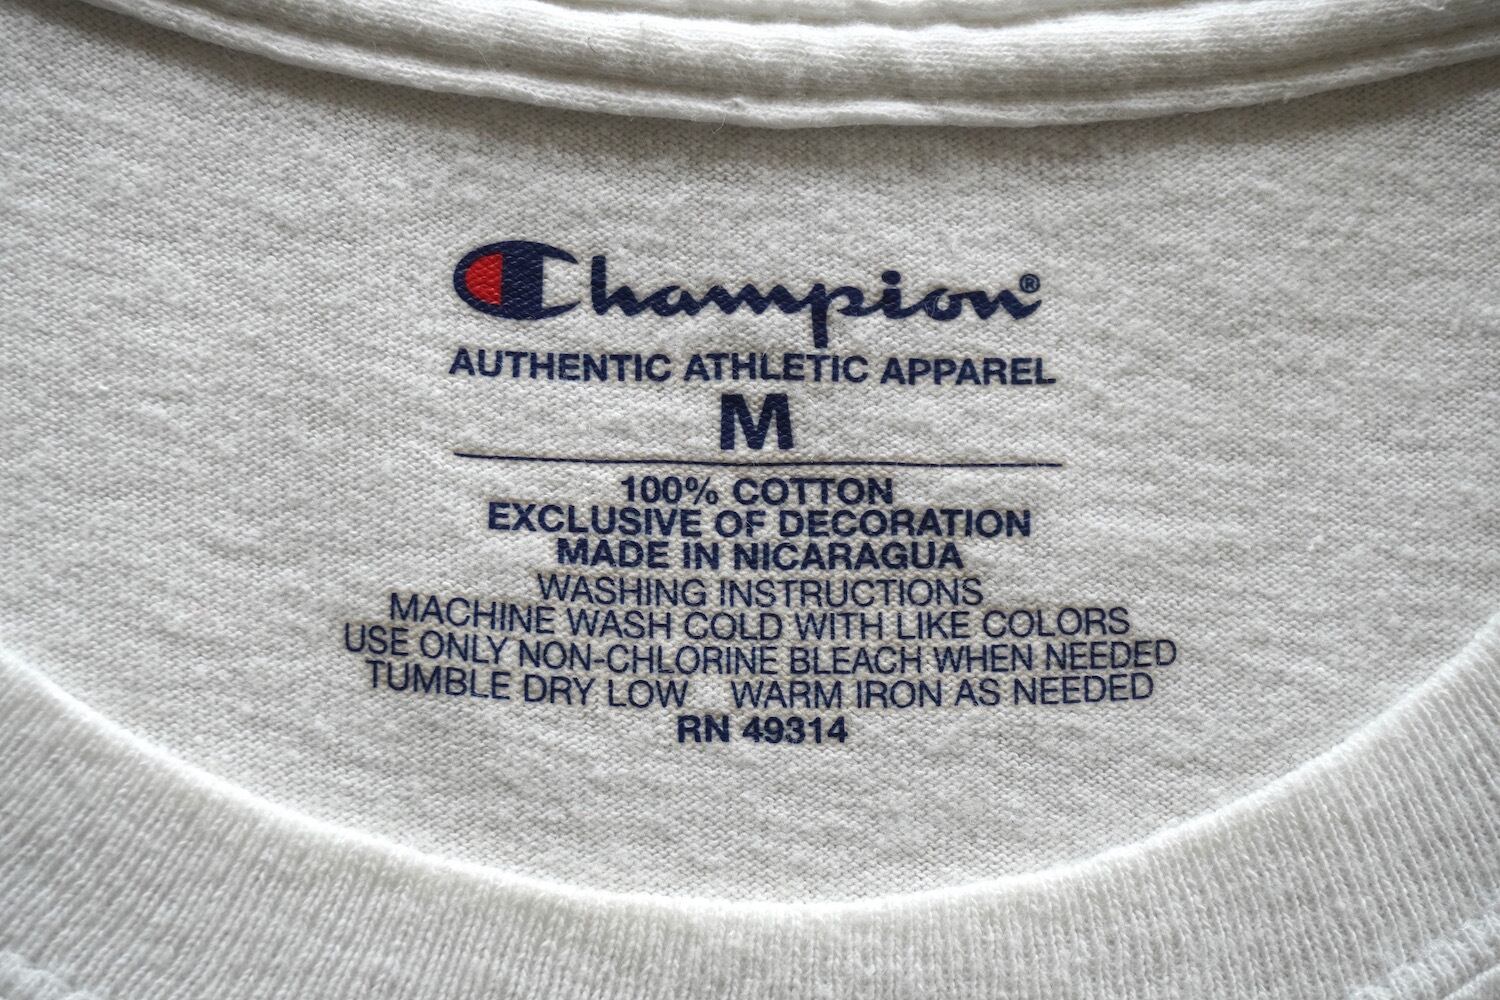 Champion®
AUTHENTIC ATHLETIC APPAREL
M
100% COTTON
EXCLUSIVE OF DECORATION
MADE IN NICARAGUA
WASHING INSTRUCTIONS
MACHINE WASH COLD WITH LIKE COLORS
USE ONLY NON-CHLORINE BLEACH WHEN NEEDED
TUMBLE DRY LOW WARM IRON AS NEEDED
RN 49314